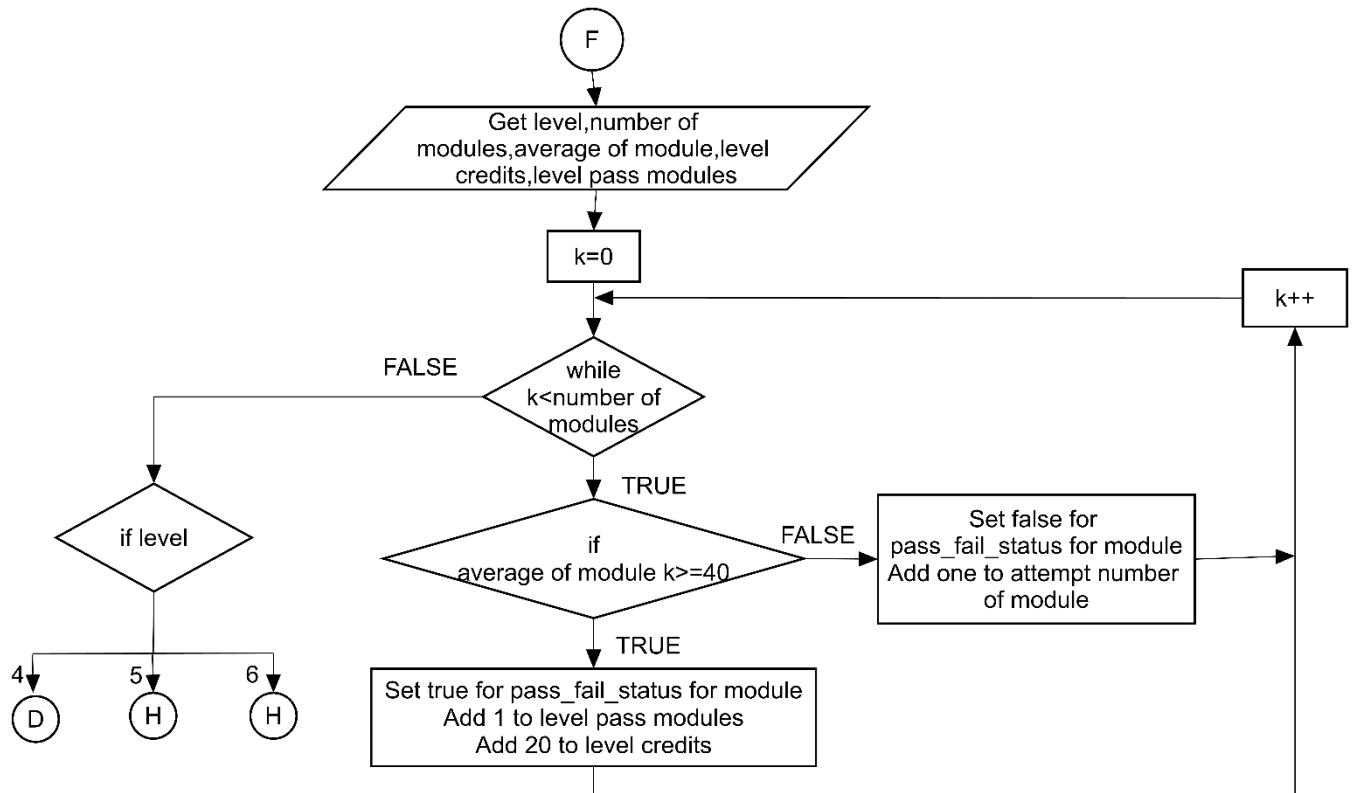 F
Get level,number of
modules,average of module,level
credits,level pass modules
k=0
k++
FALSE
while
k<number of
modules
TRUE
if level
if
average of module k>=40
FALSE
Set false for
pass_fail_status for module
Add one to attempt number
of module
TRUE
4
5
6
D
H
H
Set true for pass_fail_status for module
Add 1 to level pass modules
Add 20 to level credits